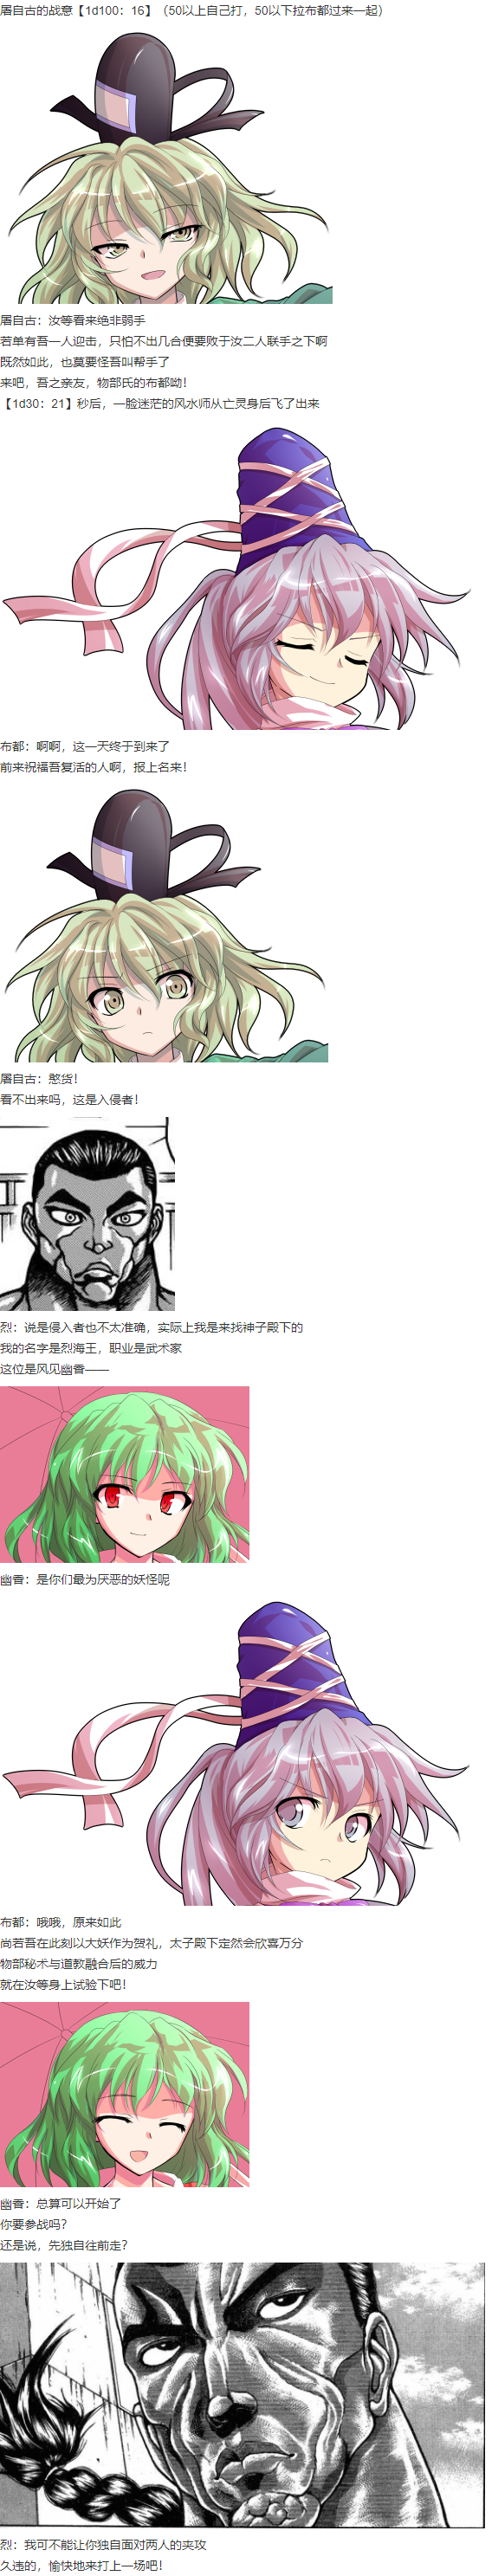 屠自古的战意【1d100：16】（50以上自己打，50以下拉布都过来一起）
屠自古：汝等看来绝非弱手
若单有吾一人迎击，只怕不出几合便要败于汝二人联手之下啊
既然如此，也莫要怪吾叫帮手了
来吧，吾之亲友，物部氏的布都呦！
【1d30：21】秒后，一脸迷茫的风水师从亡灵身后飞了出来
布都：啊啊，这一天终于到来了
前来祝福吾复活的人啊，报上名来！
屠自古：憨货！
看不出来吗，这是入侵者！
烈：说是侵入者也不太准确，实际上我是来找神子殿下的
我的名字是烈海王，职业是武术家
这位是风见幽香——
幽香：是你们最为厌恶的妖怪呢
布都：哦哦，原来如此
尚若吾在此刻以大妖作为贺礼，太子殿下定然会欣喜万分
物部秘术与道教融合后的威力
就在汝等身上试验下吧！
幽香：总算可以开始了
你要参战吗？
还是说，先独自往前走？
烈：我可不能让你独自面对两人的夹攻
久违的，愉快地来打上一场吧！